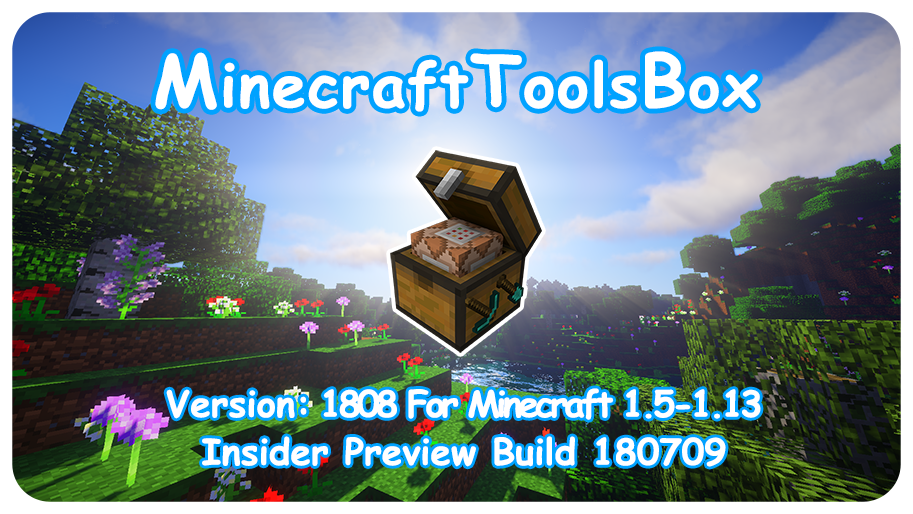 MinecraftToolsBox
Version: 1808 For Minecraft 1.5-1.13
Insider Preview Build 180709